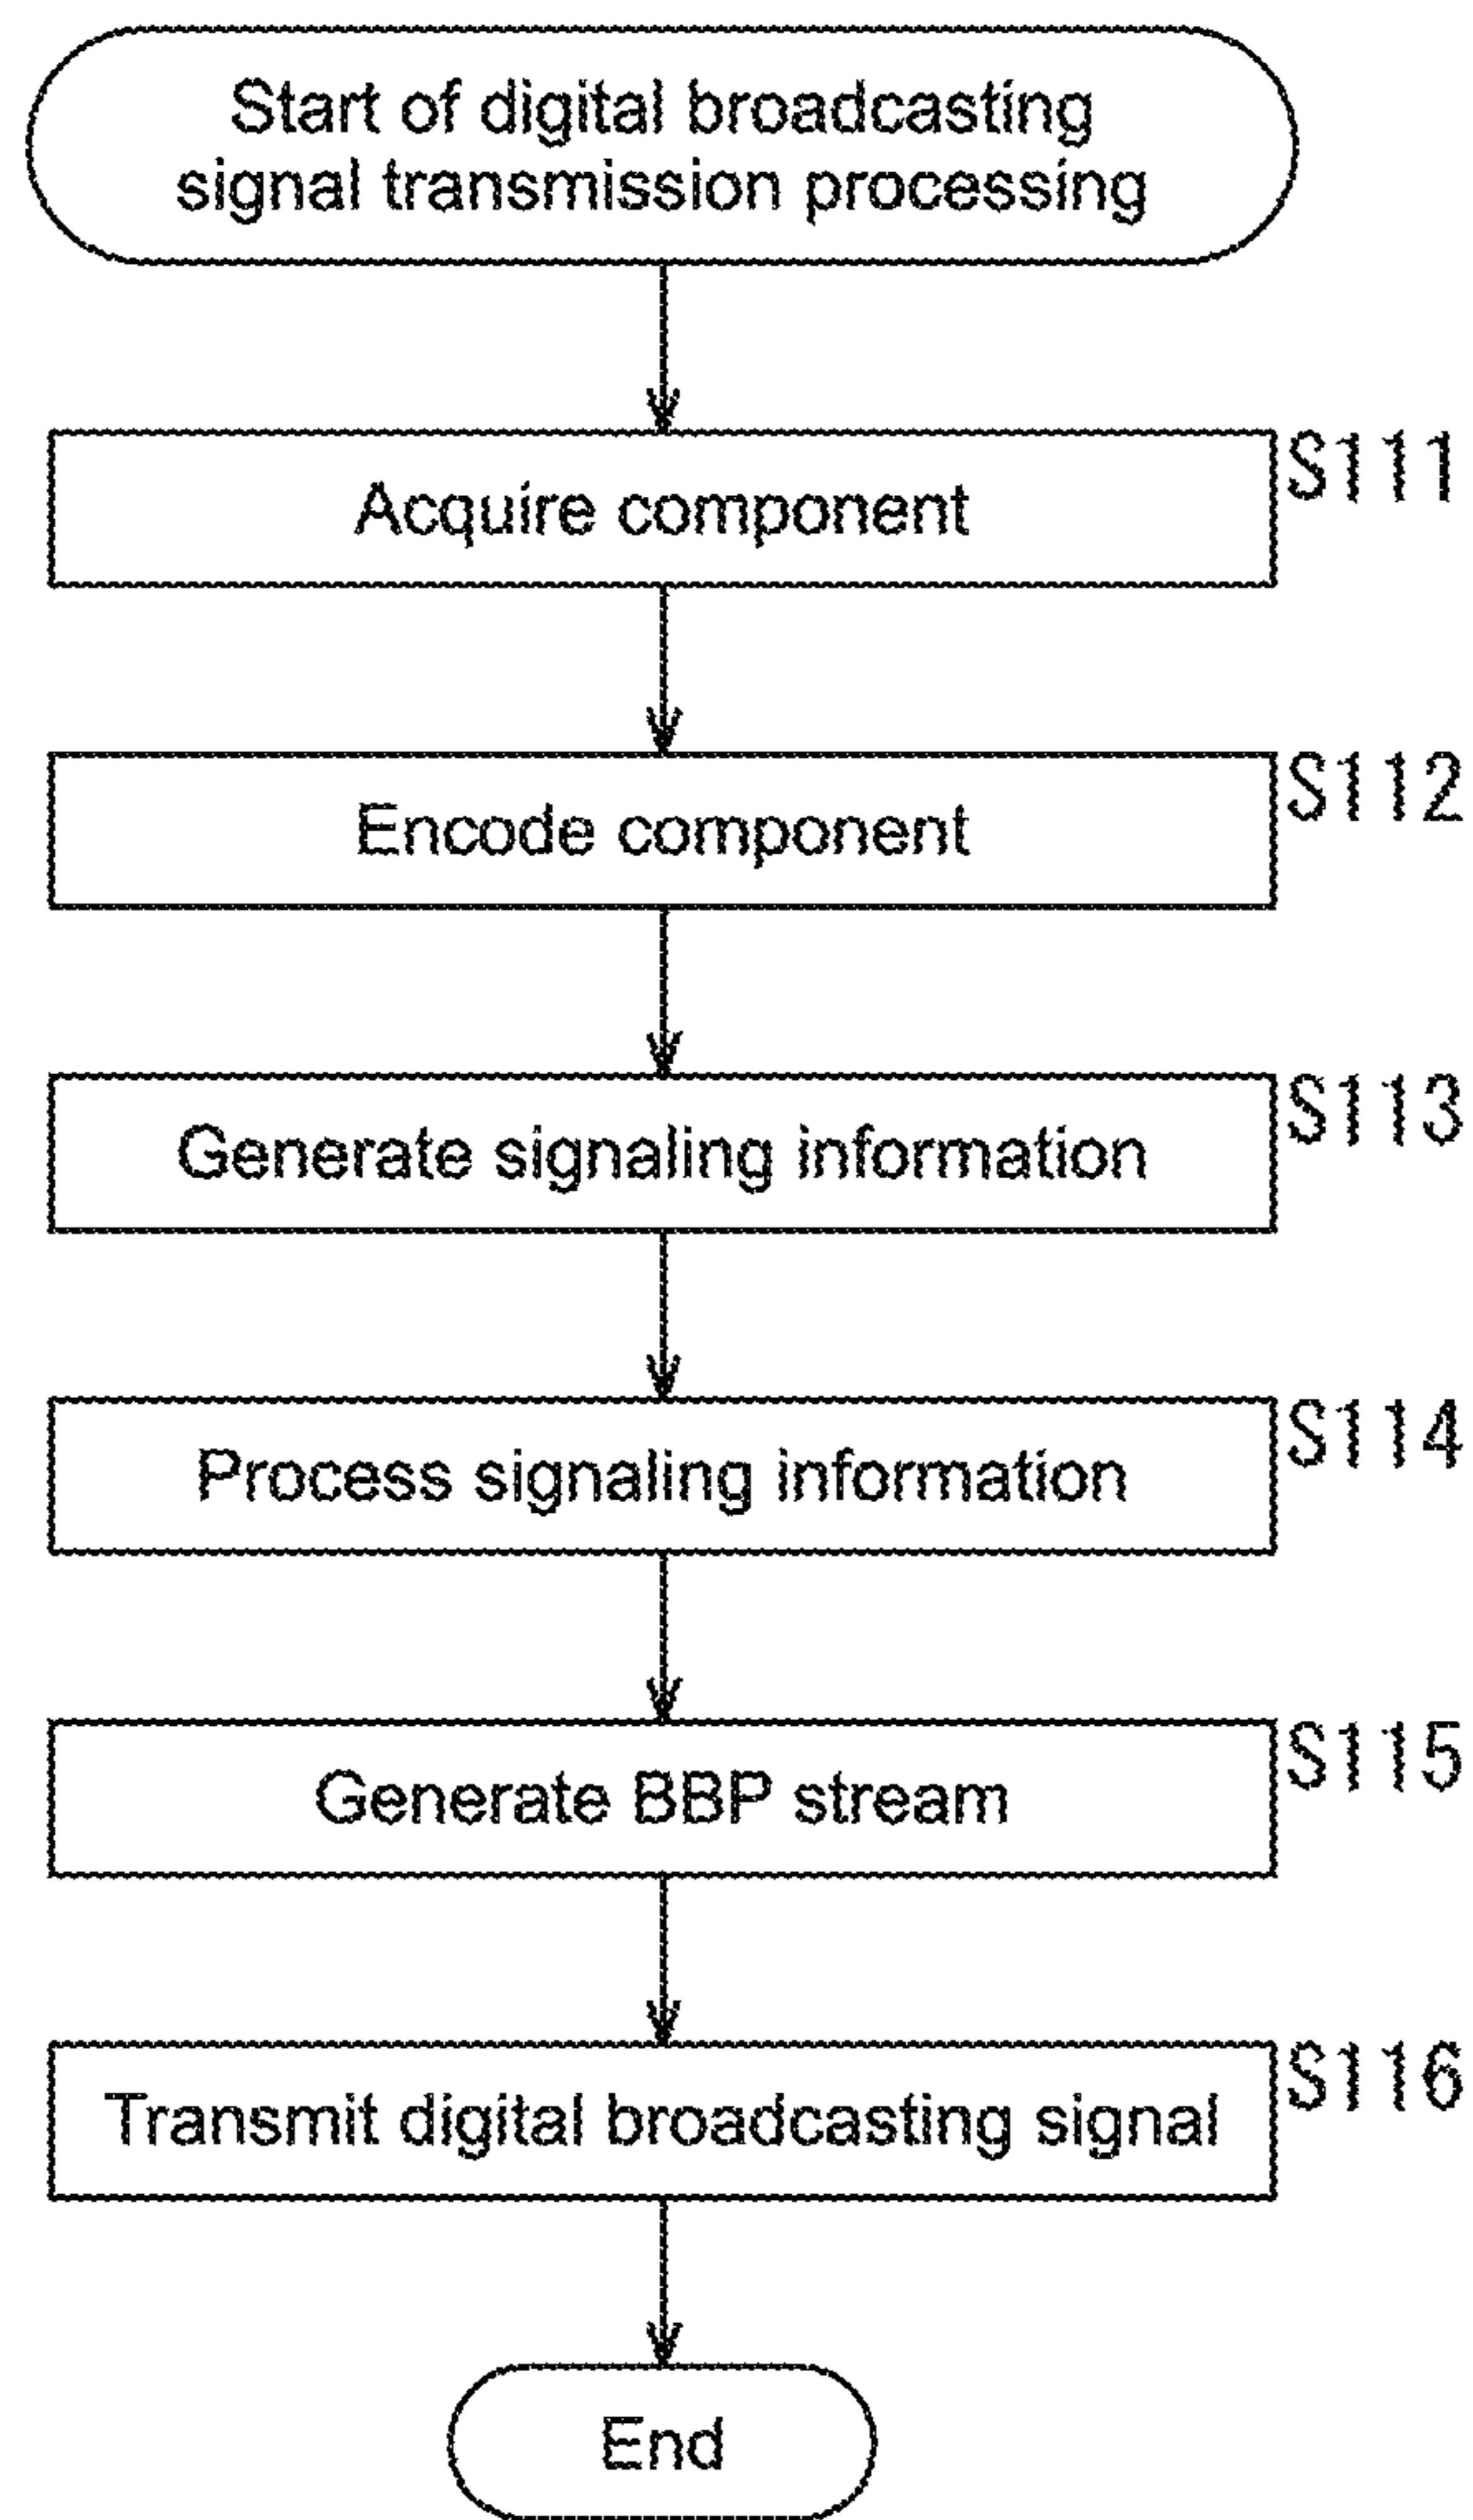 Start of digital broadcasting
signal transmission processing
S111
Acquire component
S112
Encode component
S113
Generate signaling information
S114
Process signaling information
S115
Generate BBP stream
S116
Transmit digital broadcasting signal
End